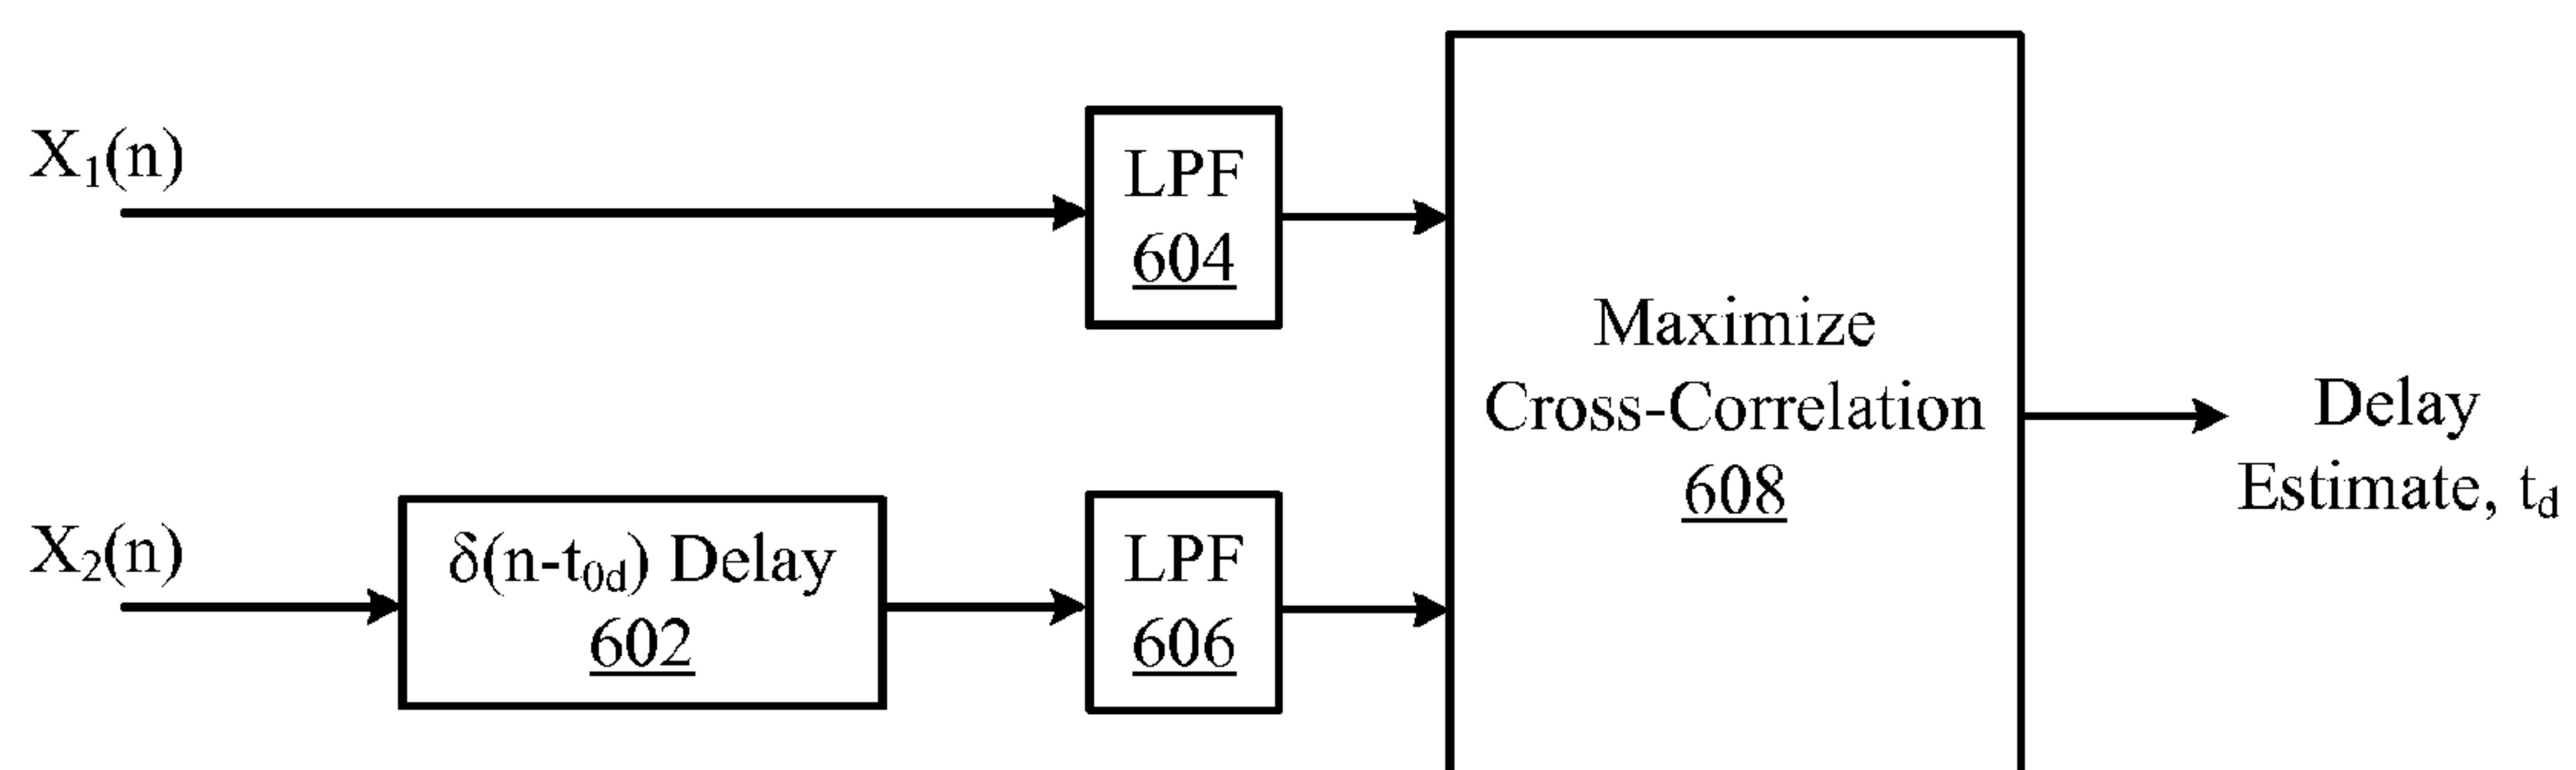 X₁(n)
LPF
604
Maximize
Cross-Correlation
608
Delay
Estimate, t_d
X₂(n)
δ(n-t₀d) Delay
602
LPF
606